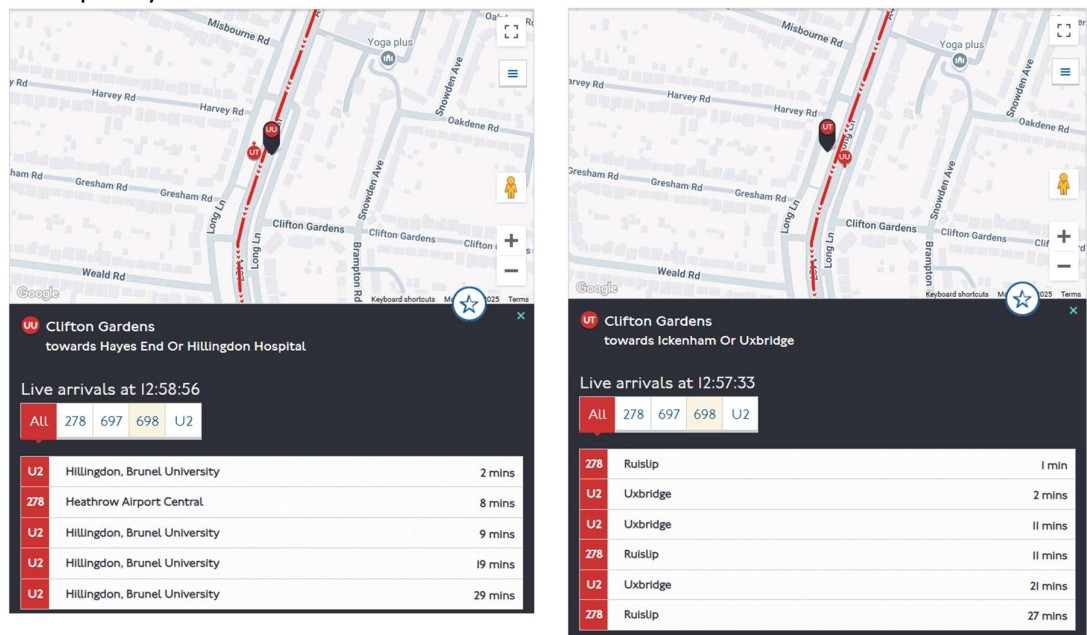 Misbourne Rd
Yoga plus
Harvey Rd
Harvey Rd
Snowden Ave
Oakdene Rd
UU
UT
Gresham Rd
Gresham Rd
Snowden Ave
Long Ln
Long Ln
Clifton Gardens
Clifton Gardens
Weald Rd
Brampton Rd
Google
Keyboard shortcuts
Terms
UU Clifton Gardens
towards Hayes End Or Hillingdon Hospital
Live arrivals at 12:58:56
All 278 697 698 U2
U2 Hillingdon, Brunel University 2 mins
278 Heathrow Airport Central 8 mins
U2 Hillingdon, Brunel University 9 mins
U2 Hillingdon, Brunel University 19 mins
U2 Hillingdon, Brunel University 29 mins
Misbourne Rd
Yoga plus
Harvey Rd
Harvey Rd
Snowden Ave
Oakdene Rd
UT
UU
Gresham Rd
Gresham Rd
Snowden Ave
Long Ln
Clifton Gardens
Clifton Gardens
Weald Rd
Google
Keyboard shortcuts
Terms
UT Clifton Gardens
towards Ickenham Or Uxbridge
Live arrivals at 12:57:33
All 278 697 698 U2
278 Ruislip 1 min
U2 Uxbridge 2 mins
U2 Uxbridge 11 mins
278 Ruislip 11 mins
U2 Uxbridge 21 mins
278 Ruislip 27 mins